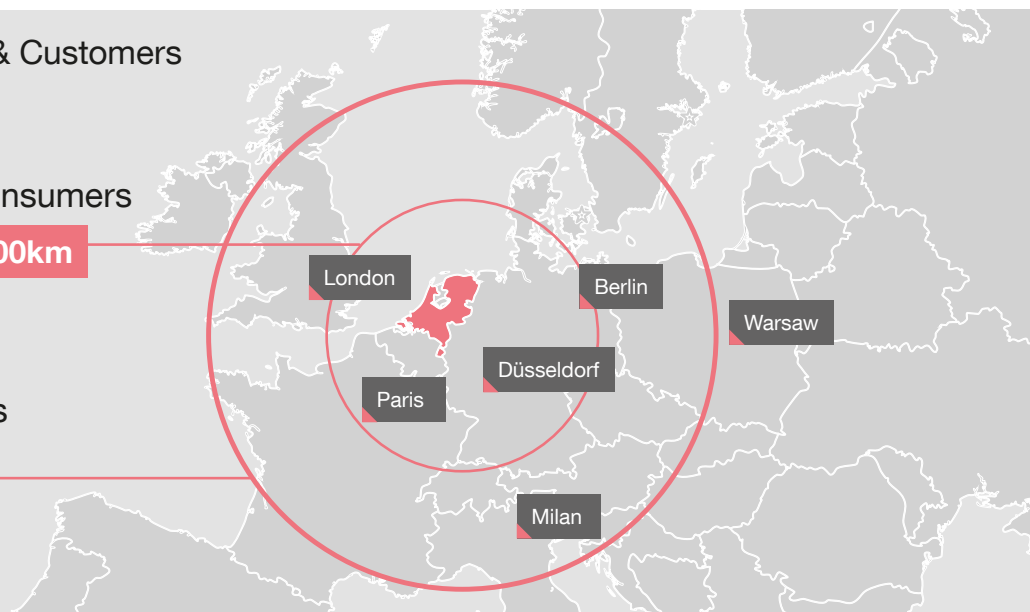 & Customers
nsumers
00km
London
Berlin
Warsaw
Düsseldorf
Paris
s
Milan